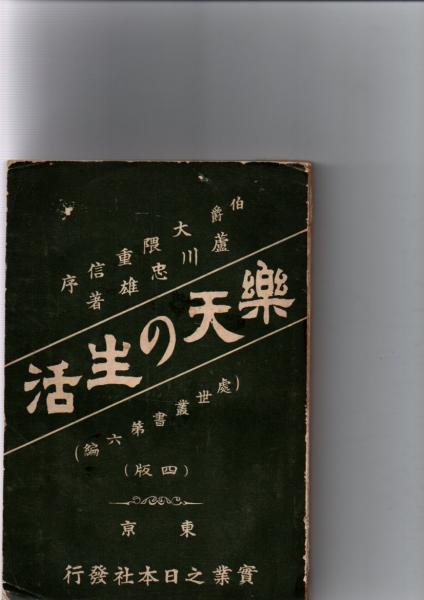 伯爵大隈重信序
蘆川忠雄著
樂天の生活
(處世叢書第六編)
(四版)
東京
實業之日本社發行